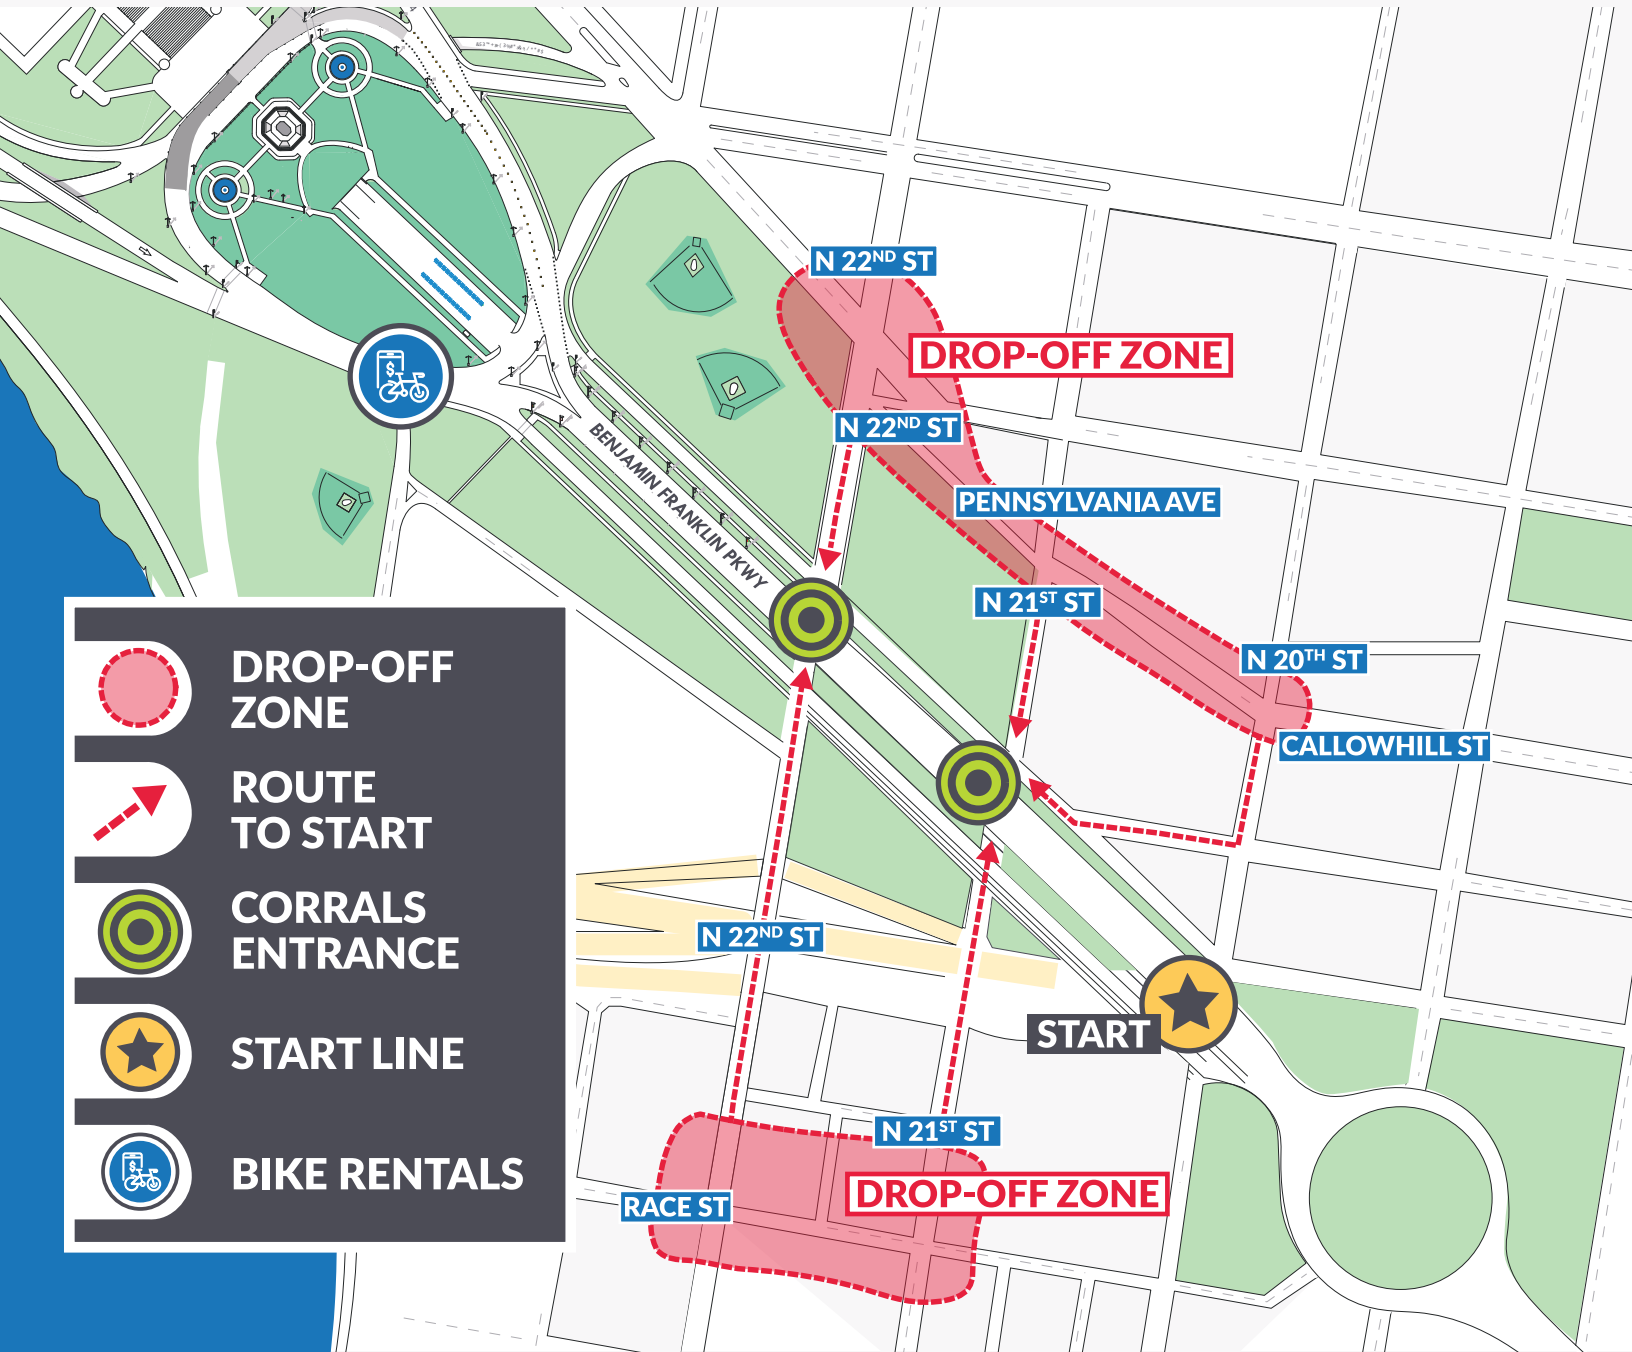 N 22ND ST
DROP-OFF ZONE
N 22ND ST
BENJAMIN FRANKLIN PKWY
PENNSYLVANIA AVE
N 21ST ST
N 20TH ST
CALLOWHILL ST
DROP-OFF
ZONE
ROUTE
TO START
CORRALS
ENTRANCE
START LINE
BIKE RENTALS
N 22ND ST
START
N 21ST ST
DROP-OFF ZONE
RACE ST